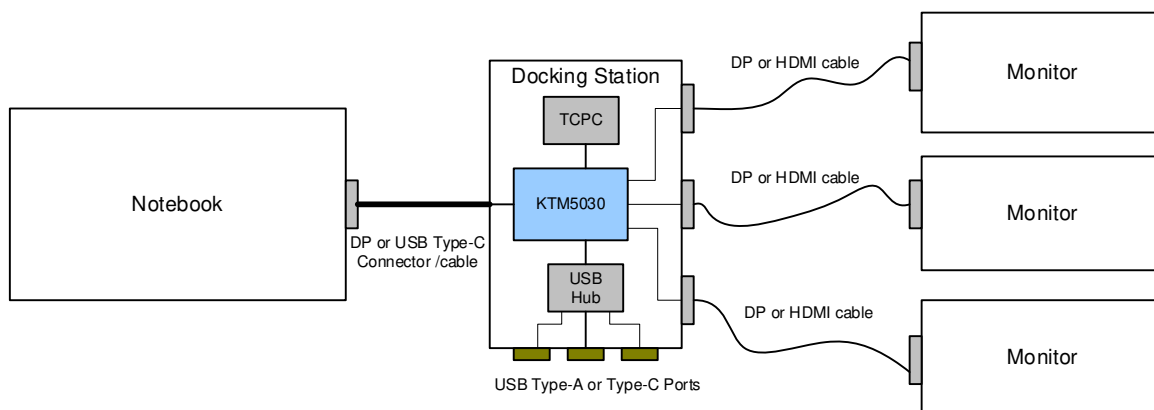 Notebook
DP or USB Type-C
Connector /cable
Docking Station
TCPC
KTM5030
USB
Hub
USB Type-A or Type-C Ports
DP or HDMI cable
Monitor
DP or HDMI cable
Monitor
DP or HDMI cable
Monitor